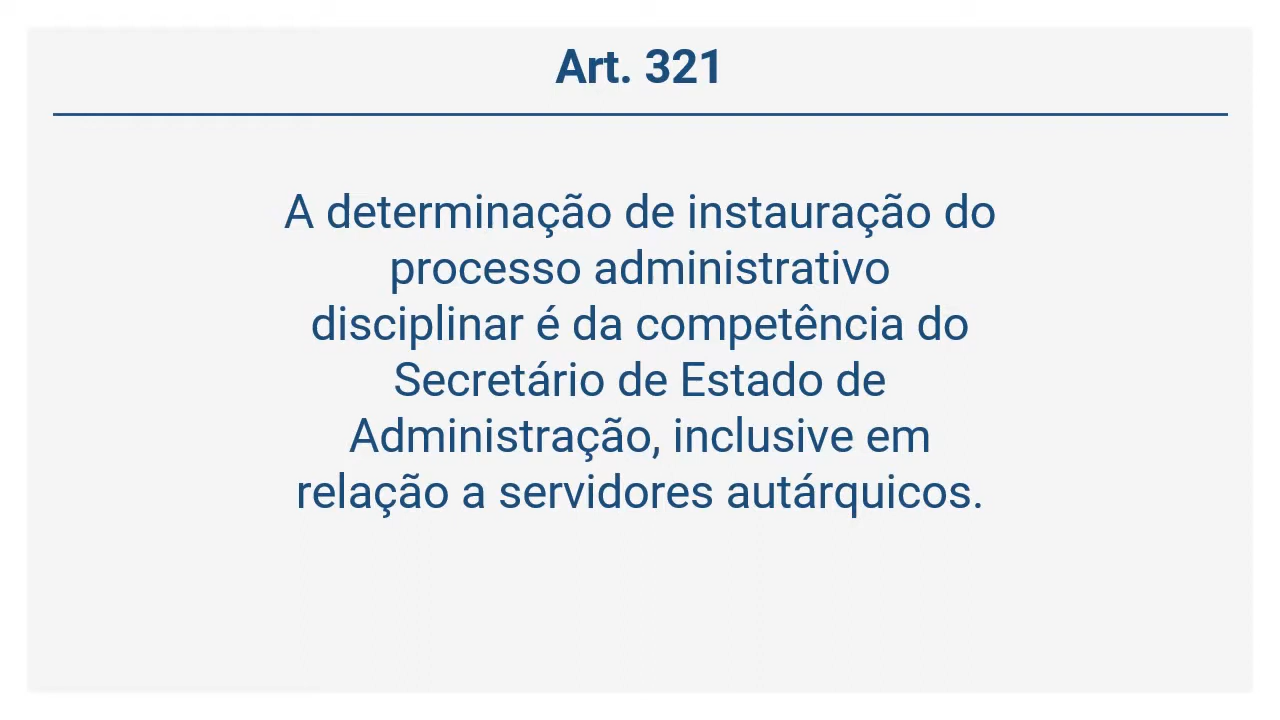 Art. 321
A determinação de instauração do
processo administrativo
disciplinar é da competência do
Secretário de Estado de
Administração, inclusive em
relação a servidores autárquicos.